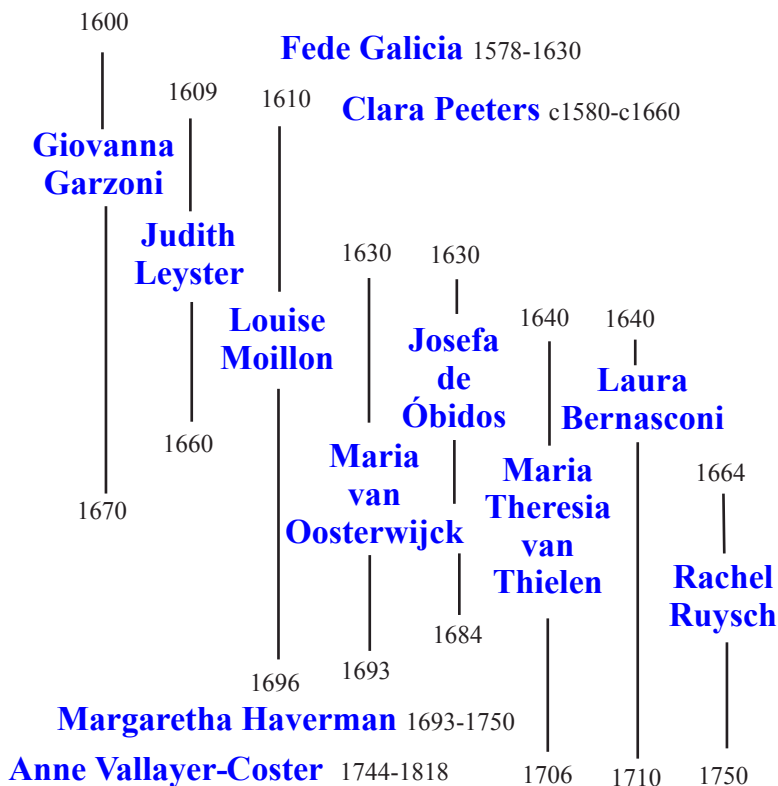 1600
Fede Galicia 1578-1630
1609
1610
Clara Peeters c1580-c1660
Giovanna
Garzoni
Judith
Leyster
1630
1630
Louise
Moillon
1640
1640
Josefa
de
Óbidos
Laura
Bernasconi
1660
Maria
van
Oosterwijck
Maria
Theresia
van
Thielen
1664
1670
Rachel
Ruysch
1684
1693
1696
Margaretha Haverman 1693-1750
Anne Vallayer-Coster 1744-1818
1706
1710
1750